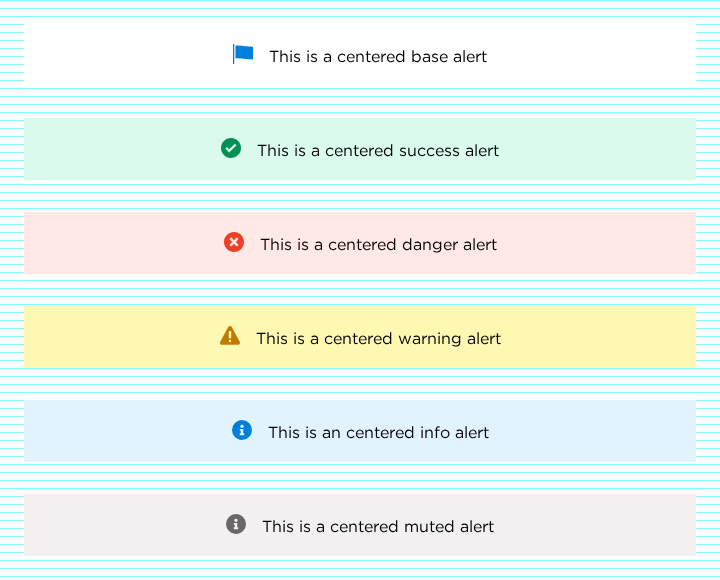 This is a centered base alert
This is a centered success alert
This is a centered danger alert
This is a centered warning alert
This is an centered info alert
This is a centered muted alert